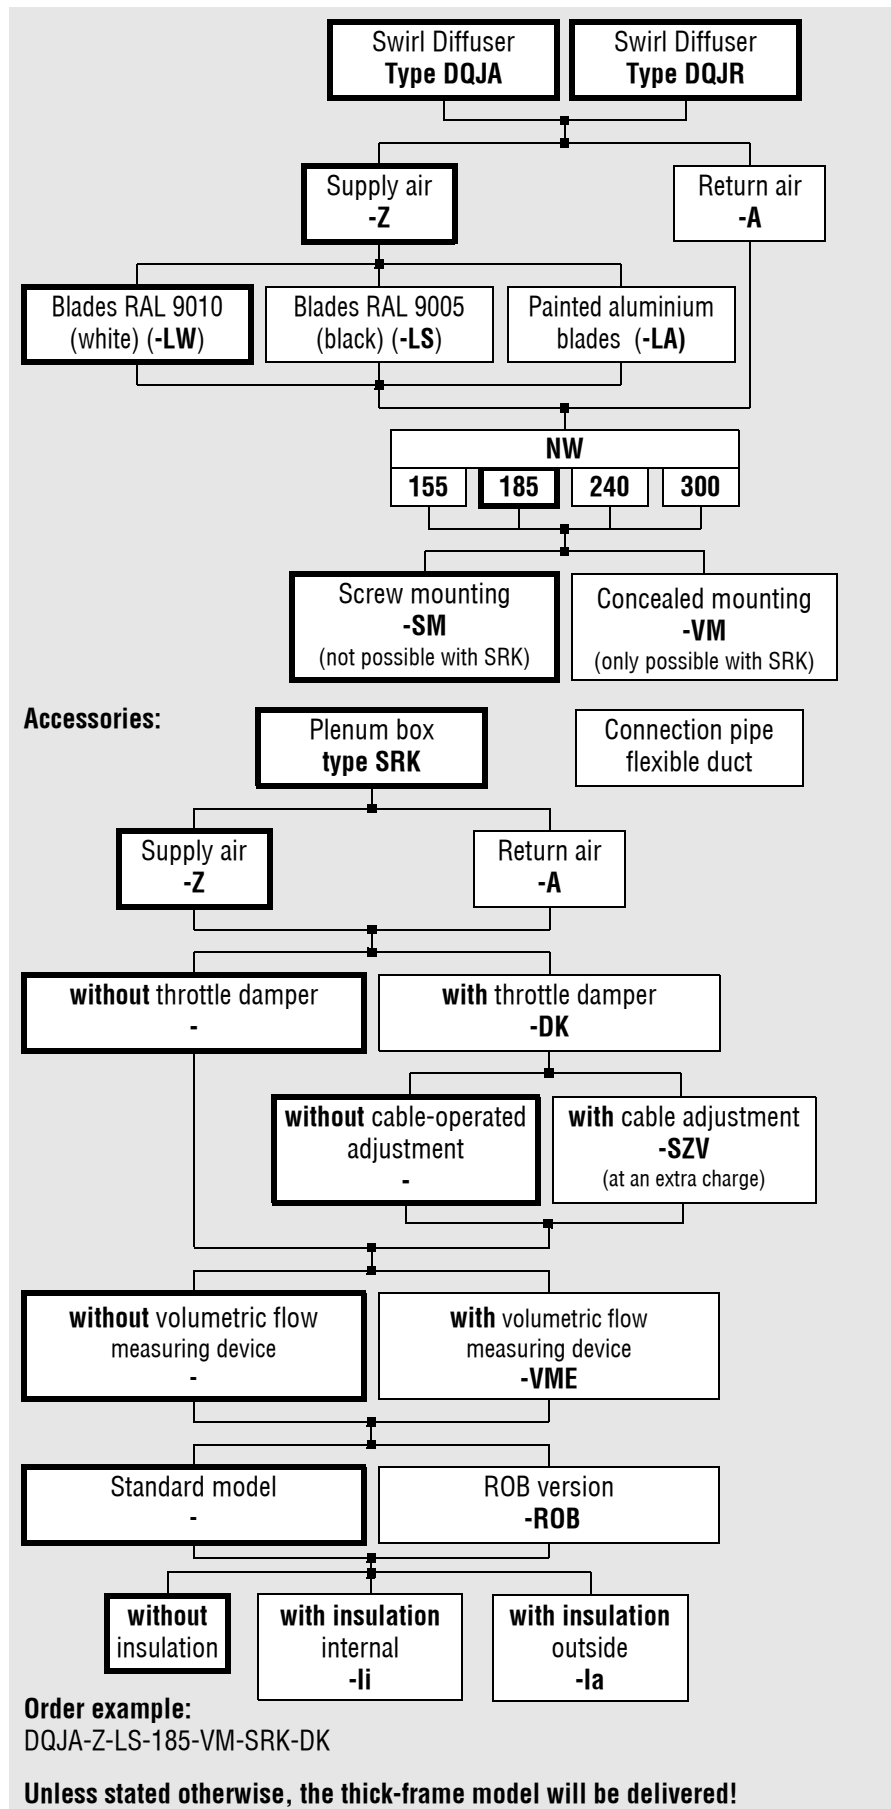 Swirl Diffuser
Type DQJA
Swirl Diffuser
Type DQJR
Supply air
-Z
Return air
-A
Blades RAL 9010
(white) (-LW)
Blades RAL 9005
(black) (-LS)
Painted aluminium
blades (-LA)
NW
155
185
240
300
Screw mounting
-SM
(not possible with SRK)
Concealed mounting
-VM
(only possible with SRK)
Accessories:
Plenum box
type SRK
Connection pipe
flexible duct
Supply air
-Z
Return air
-A
without throttle damper
-
with throttle damper
-DK
without cable-operated
adjustment
-
with cable adjustment
-SZV
(at an extra charge)
without volumetric flow
measuring device
-
with volumetric flow
measuring device
-VME
Standard model
-
ROB version
-ROB
without
insulation
with insulation
internal
-Ii
with insulation
outside
-Ia
Order example:
DQJA-Z-LS-185-VM-SRK-DK
Unless stated otherwise, the thick-frame model will be delivered!